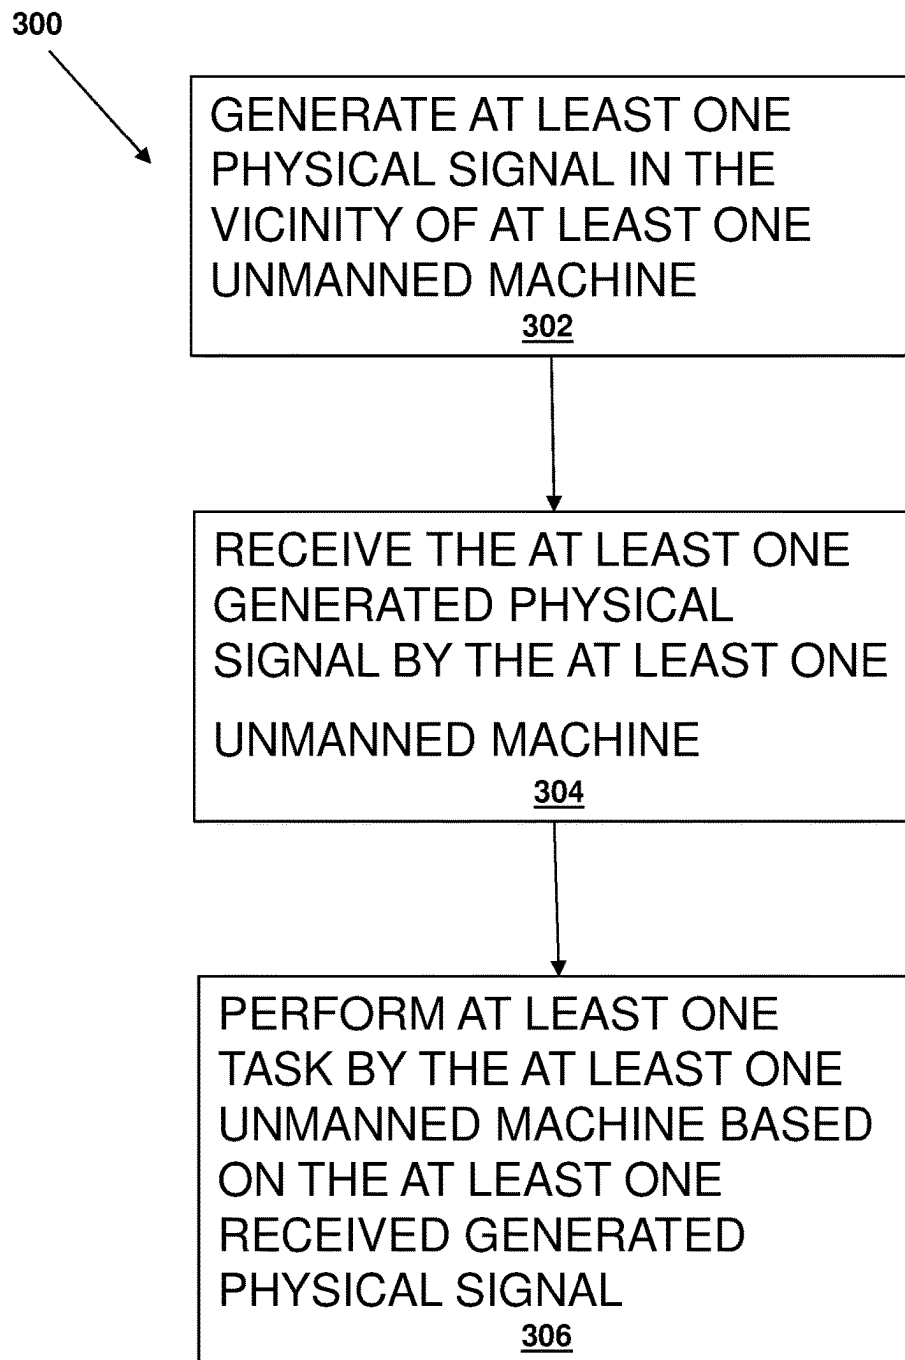 300
GENERATE AT LEAST ONE
PHYSICAL SIGNAL IN THE
VICINITY OF AT LEAST ONE
UNMANNED MACHINE
302
RECEIVE THE AT LEAST ONE
GENERATED PHYSICAL
SIGNAL BY THE AT LEAST ONE
UNMANNED MACHINE
304
PERFORM AT LEAST ONE
TASK BY THE AT LEAST ONE
UNMANNED MACHINE BASED
ON THE AT LEAST ONE
RECEIVED GENERATED
PHYSICAL SIGNAL
306